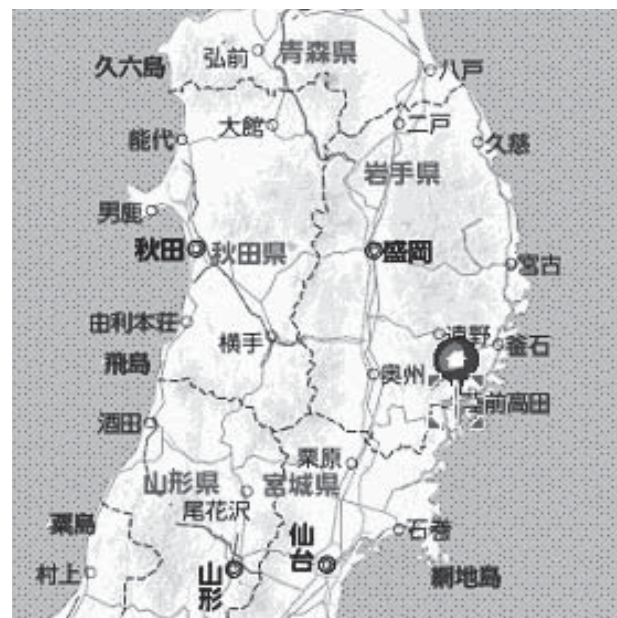 青森県
弘前
久六島
八戸
大館
二戸
能代
久慈
岩手県
男鹿
秋田
秋田県
盛岡
宮古
由利本荘
横手
遠野
釜石
飛島
奥州
前高田
酒田
栗原
山形県
宮城県
尾花沢
粟島
石巻
仙台
村上
山形
網地島